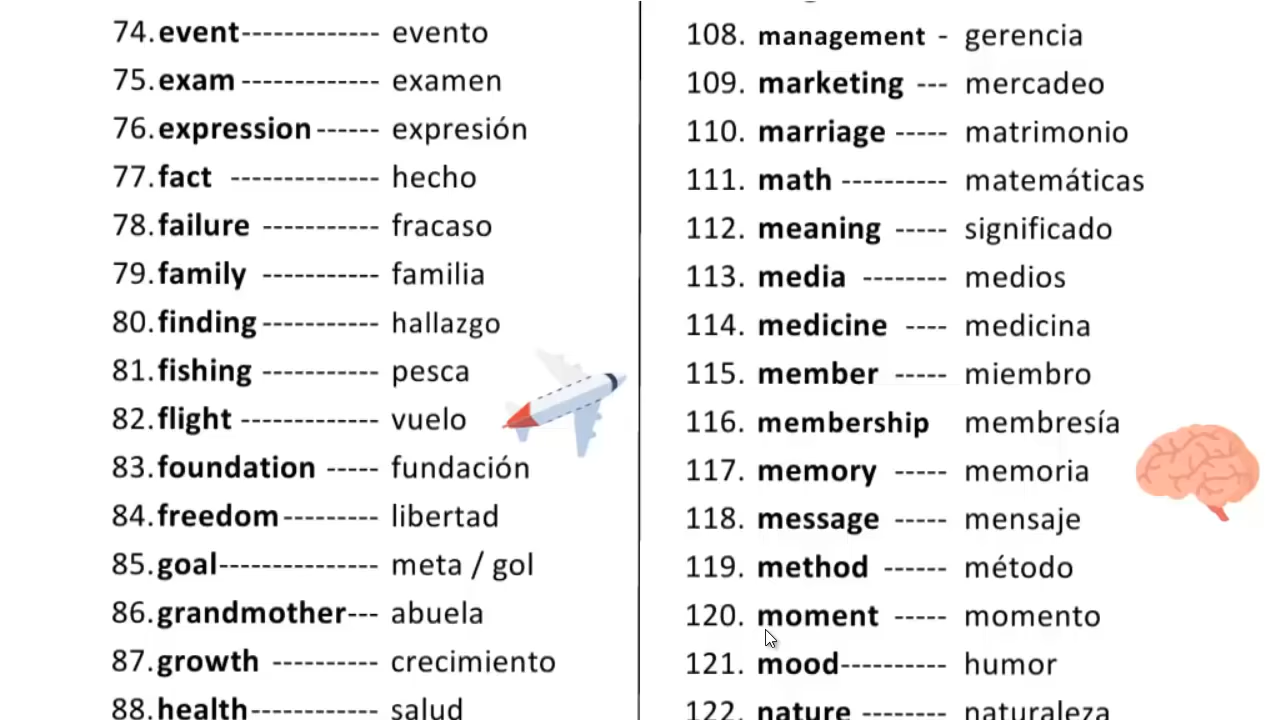 74. event------------- evento
75. exam ------------- examen
76. expression ------ expresión
77. fact ------------- hecho
78. failure ----------- fracaso
79. family ----------- familia
80. finding ----------- hallazgo
81. fishing ----------- pesca
82. flight ------------- vuelo
83. foundation ----- fundación
84. freedom --------- libertad
85. goal--------------- meta / gol
86. grandmother--- abuela
87. growth ---------- crecimiento
88. health------------ salud
108. management - gerencia
109. marketing --- mercadeo
110. marriage ----- matrimonio
111. math ---------- matemáticas
112. meaning ----- significado
113. media -------- medios
114. medicine ---- medicina
115. member ----- miembro
116. membership membresía
117. memory ----- memoria
118. message ----- mensaje
119. method ------ método
120. moment ----- momento
121. mood---------- humor
122. nature -------- naturaleza